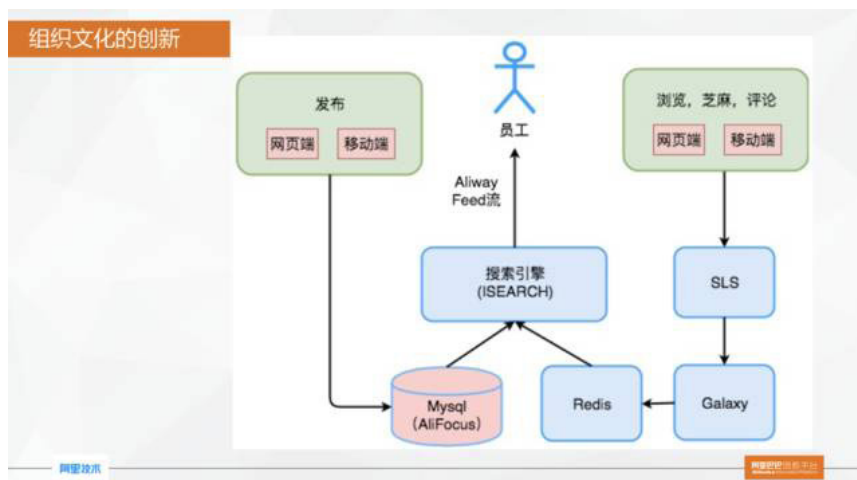 组织文化的创新
发布
网页端
移动端
员工
浏览，芝麻，评论
网页端
移动端
Aliway
Feed流
搜索引擎
(ISEARCH)
SLS
Mysql
（AliFocus）
Redis
Galaxy
阿里技术